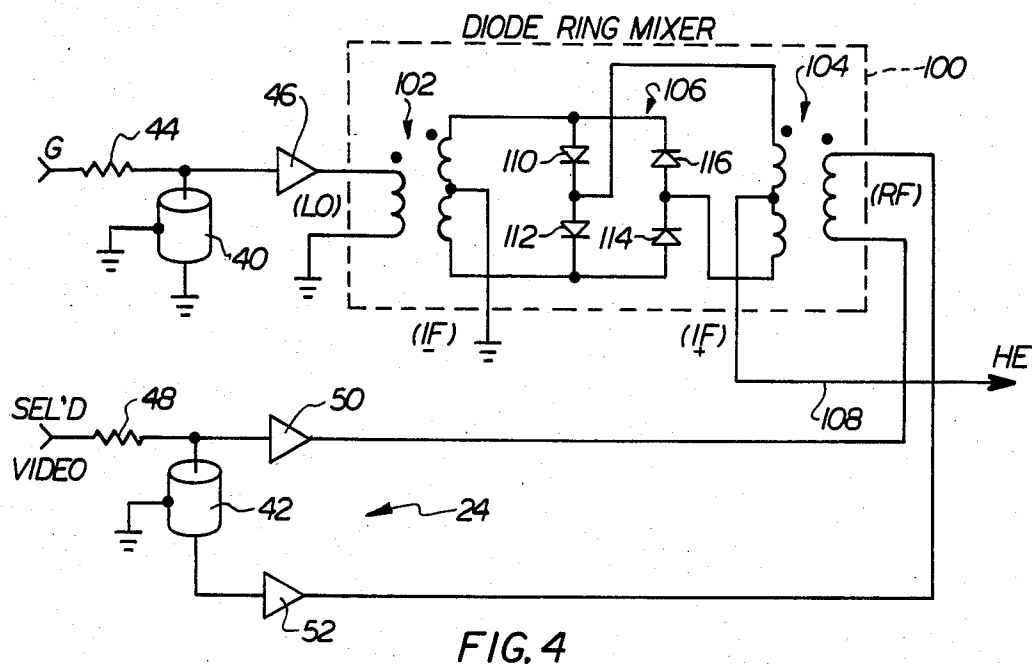 DIODE RING MIXER
100
102
104
106
46
44
G
110
116
(LO)
(RF)
112
114
40
(IF)
-
(IF)
+
HE
SEL'D
VIDEO
48
50
108
42
24
52
FIG. 4